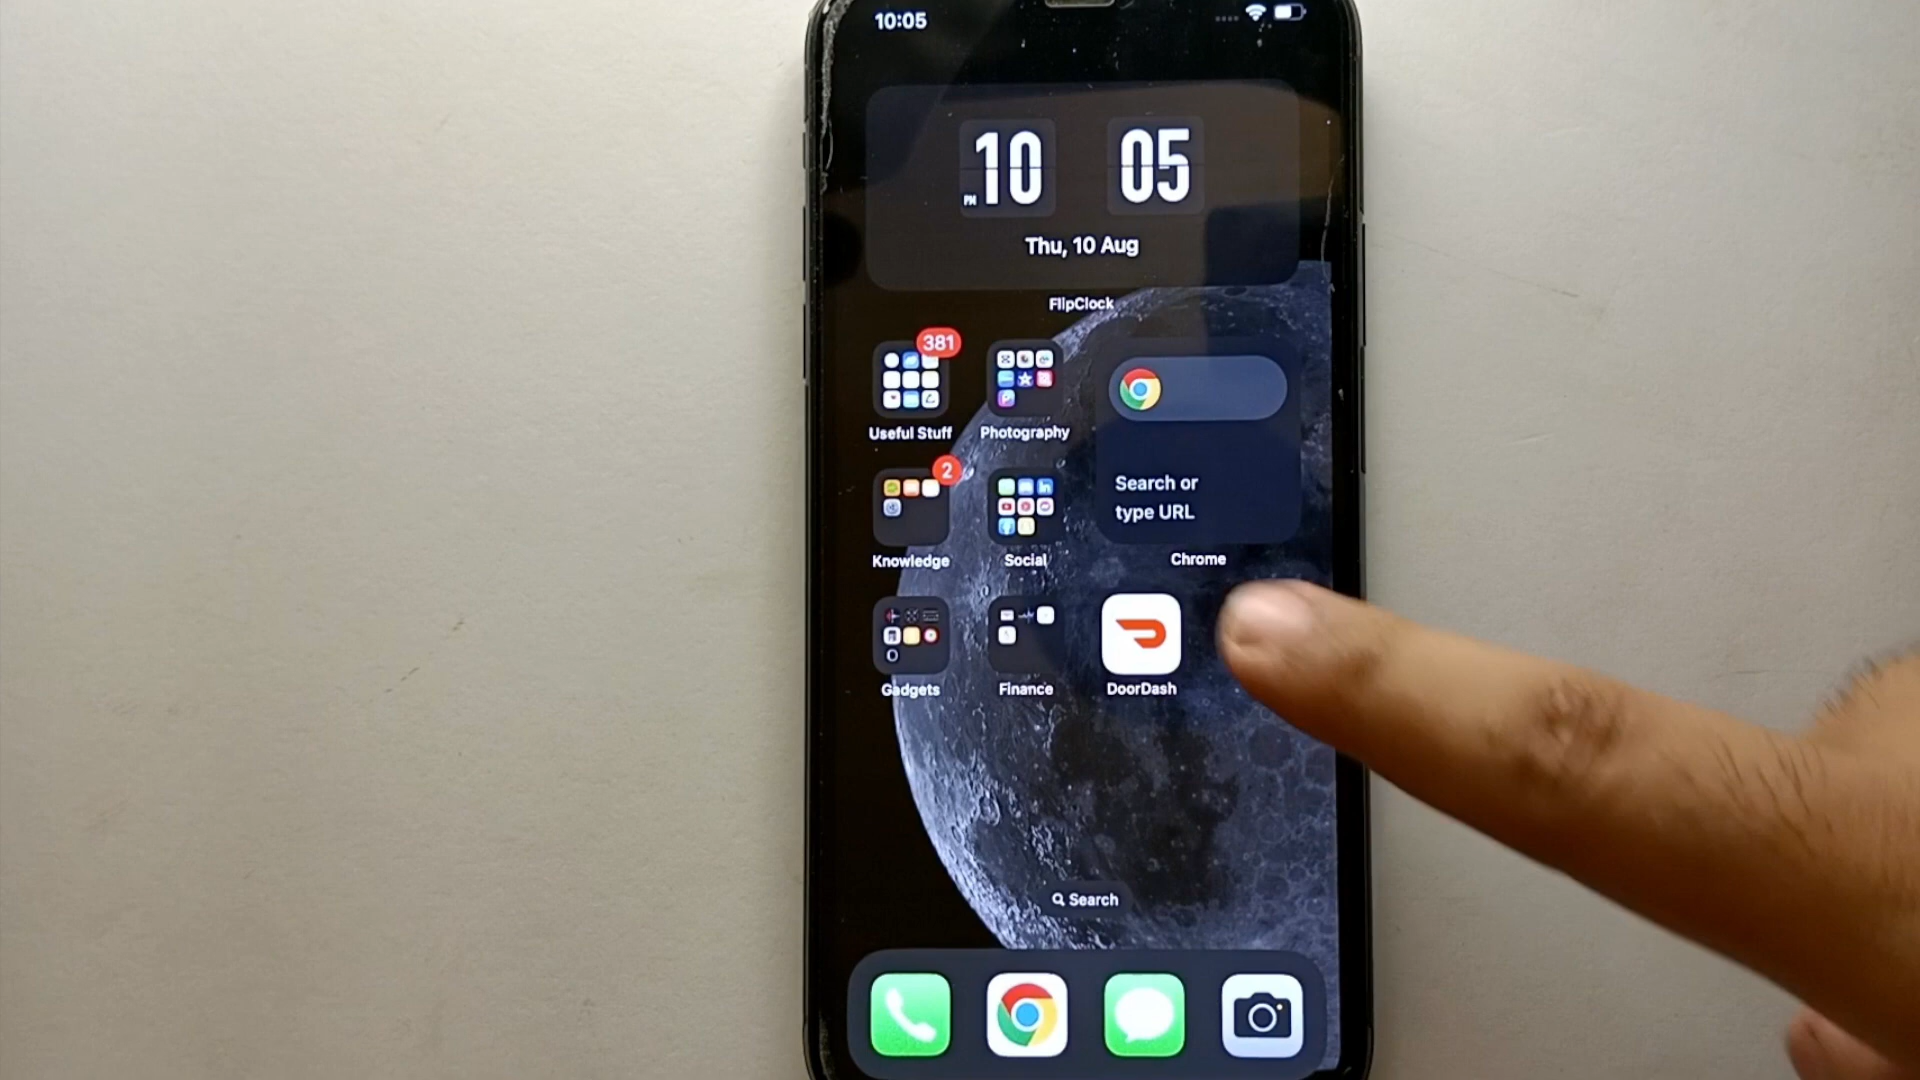 10:05
PM 10 05
Thu, 10 Aug
FlipClock
381
Useful Stuff
Photography
Search or
type URL
2
Knowledge
Social
Chrome
Gadgets
Finance
DoorDash
Search